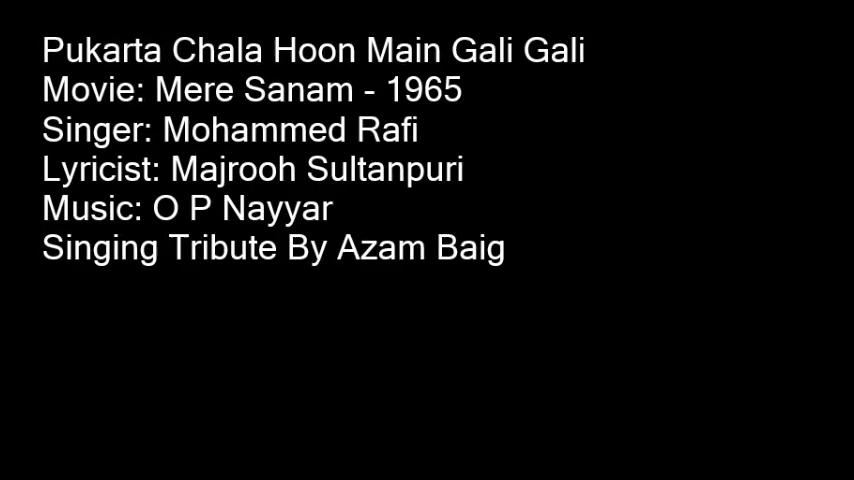 Pukarta Chala Hoon Main Gali Gali
Movie: Mere Sanam - 1965
Singer: Mohammed Rafi
Lyricist: Majrooh Sultanpuri
Music: O P Nayyar
Singing Tribute By Azam Baig